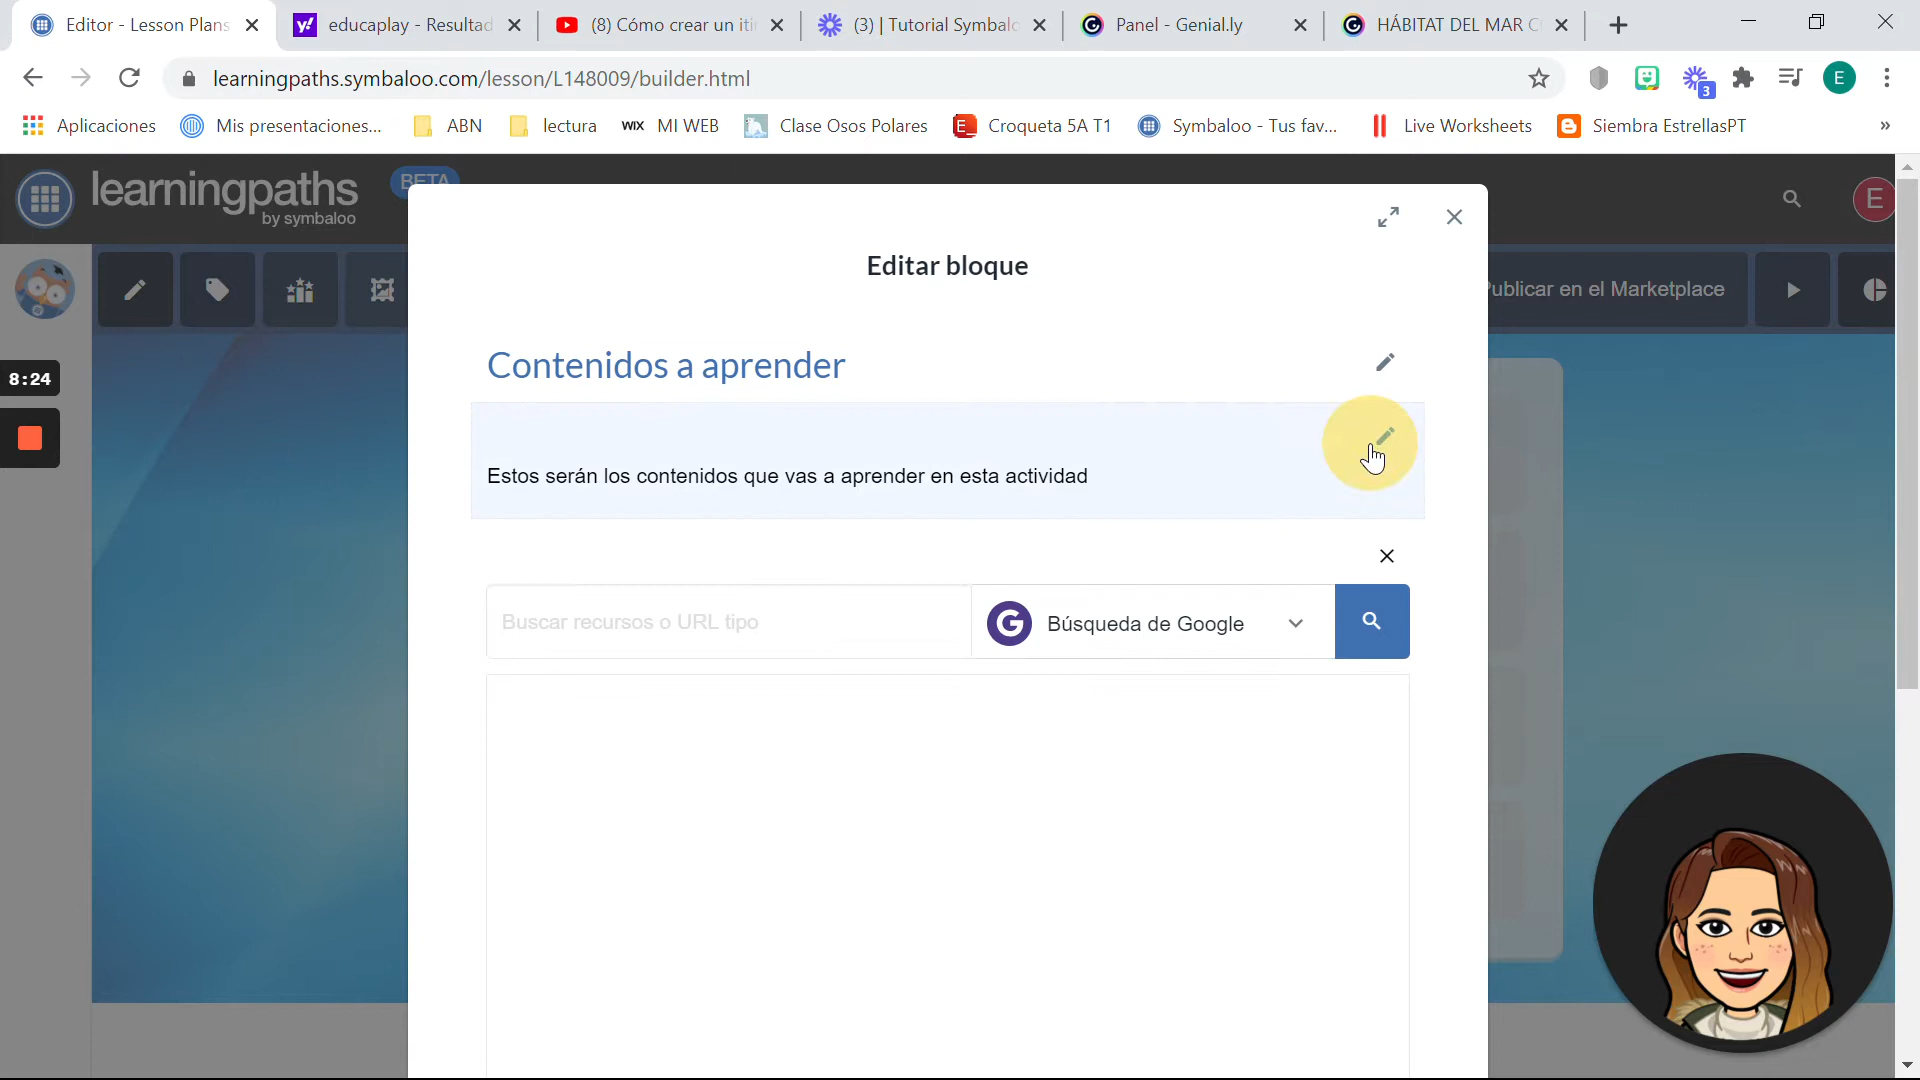 Editor - Lesson Plans
educaplay - Resultad
(8) Cómo crear un iti
(3) | Tutorial Symbalo
Panel - Genial.ly
HÁBITAT DEL MAR C
learningpaths.symbaloo.com/lesson/L148009/builder.html
3
E
Aplicaciones
Mis presentaciones...
ABN
lectura
WIX MI WEB
Clase Osos Polares
Croqueta 5A T1
Symbaloo - Tus fav...
Live Worksheets
Siembra EstrellasPT
»
learningpaths
by symbaloo
BETA
E
Publicar en el Marketplace
8:24
Editar bloque
Contenidos a aprender
Estos serán los contenidos que vas a aprender en esta actividad
Buscar recursos o URL tipo
G Búsqueda de Google